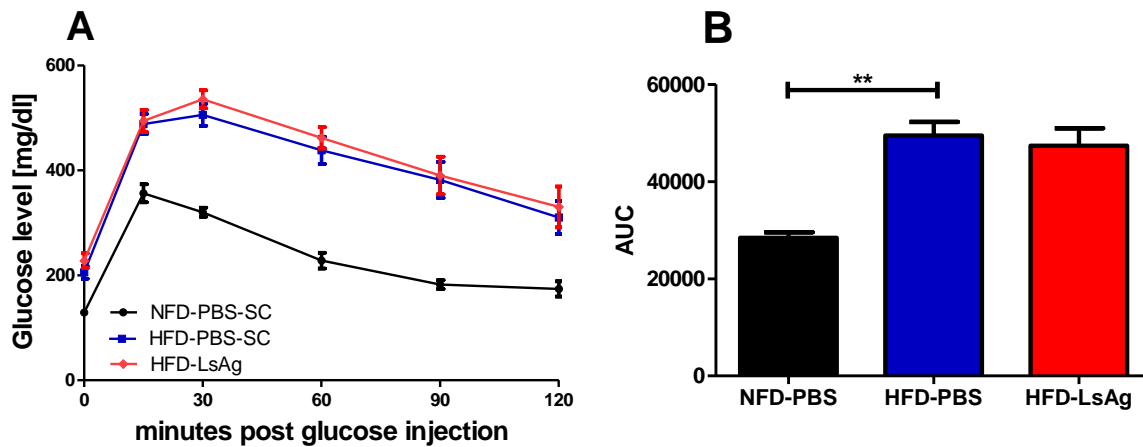 A
Glucose level [mg/dl]
600
400
200
0
NFD-PBS-SC
HFD-PBS-SC
HFD-LsAg
0 30 60 90 120
minutes post glucose injection
B
AUC
60000
40000
20000
0
**
NFD-PBS HFD-PBS HFD-LsAg